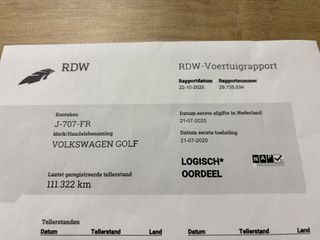 RDW
RDW-Voertuigrapport
Rapportdatum Rapportnummer
22-10-2025 29.735.534
Kenteken
J-707-FR
Merk/Handelsbenaming
VOLKSWAGEN GOLF
Laatst geregistreerde tellerstand
111.322 km
Datum eerste afgifte in Nederland
21-07-2020
Datum eerste toelating
21-07-2020
LOGISCH*
OORDEEL
NAP
Tellerstanden
Datum Tellerstand Land Datum Tellerstand Land